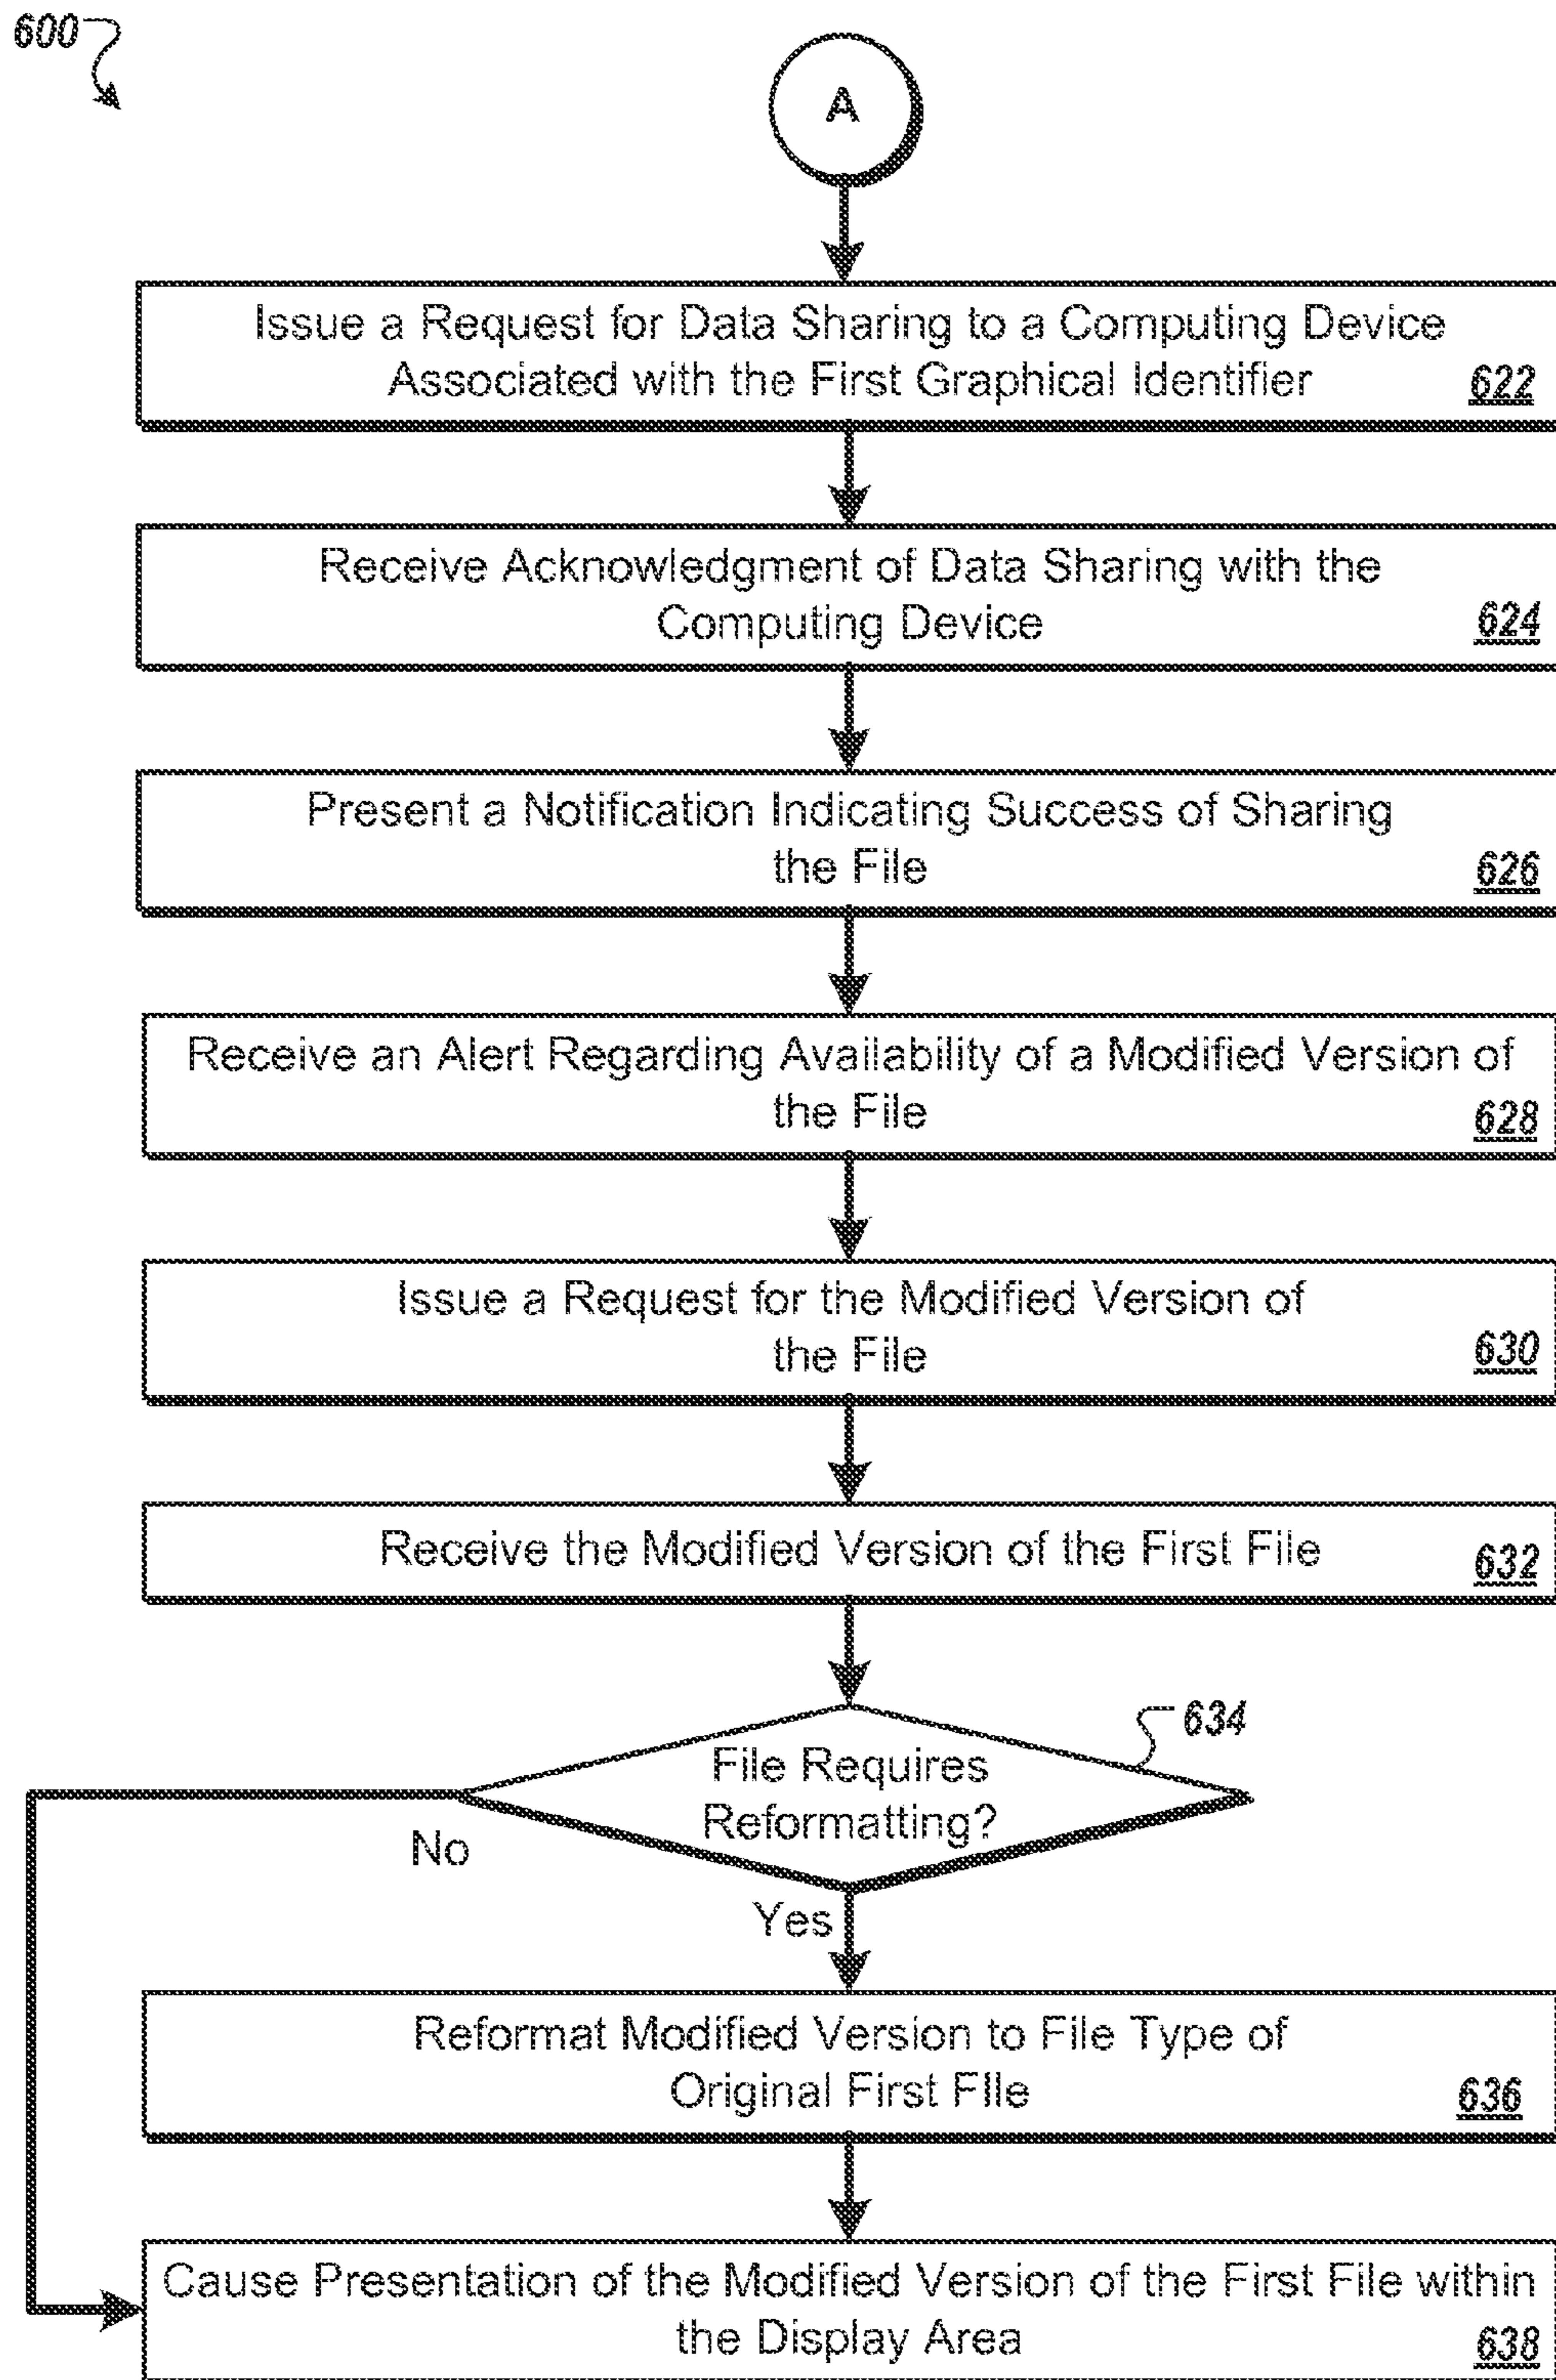 600
A
Issue a Request for Data Sharing to a Computing Device
Associated with the First Graphical Identifier
622
Receive Acknowledgment of Data Sharing with the
Computing Device
624
Present a Notification Indicating Success of Sharing
the File
626
Receive an Alert Regarding Availability of a Modified Version of
the File
628
Issue a Request for the Modified Version of
the File
630
Receive the Modified Version of the First File
632
634
File Requires
Reformatting?
No
Yes
Reformat Modified Version to File Type of
Original First FIle
636
Cause Presentation of the Modified Version of the First File within
the Display Area
638